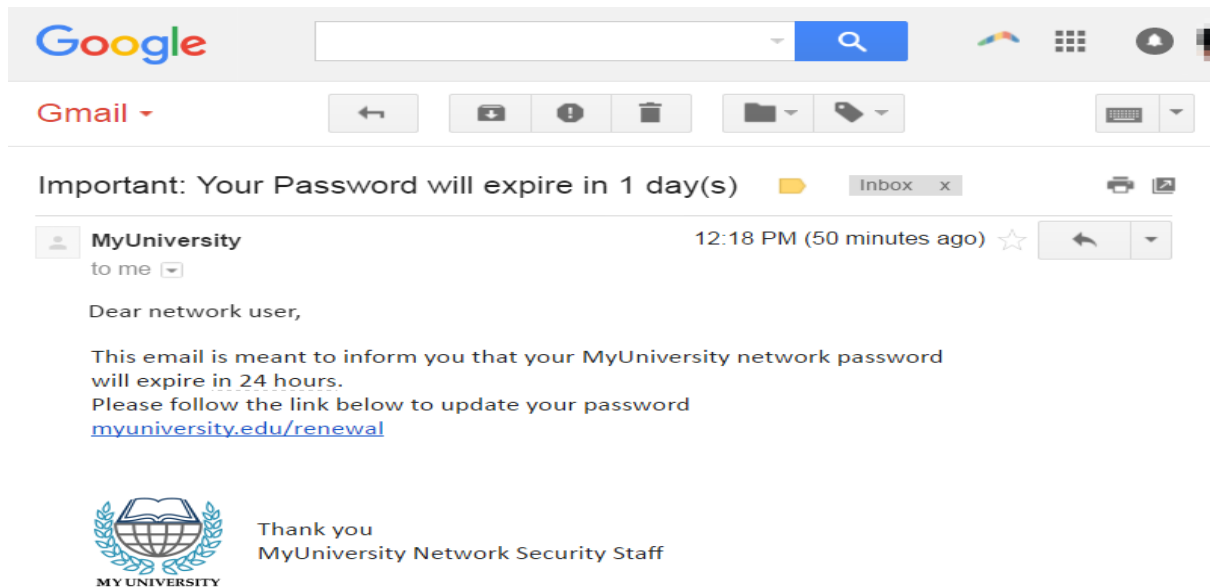 Google
Gmail
Important: Your Password will expire in 1 day(s) Inbox x
MyUniversity 12:18 PM (50 minutes ago)
to me
Dear network user,
This email is meant to inform you that your MyUniversity network password
will expire in 24 hours.
Please follow the link below to update your password
myuniversity.edu/renewal
Thank you
MyUniversity Network Security Staff
MY UNIVERSITY